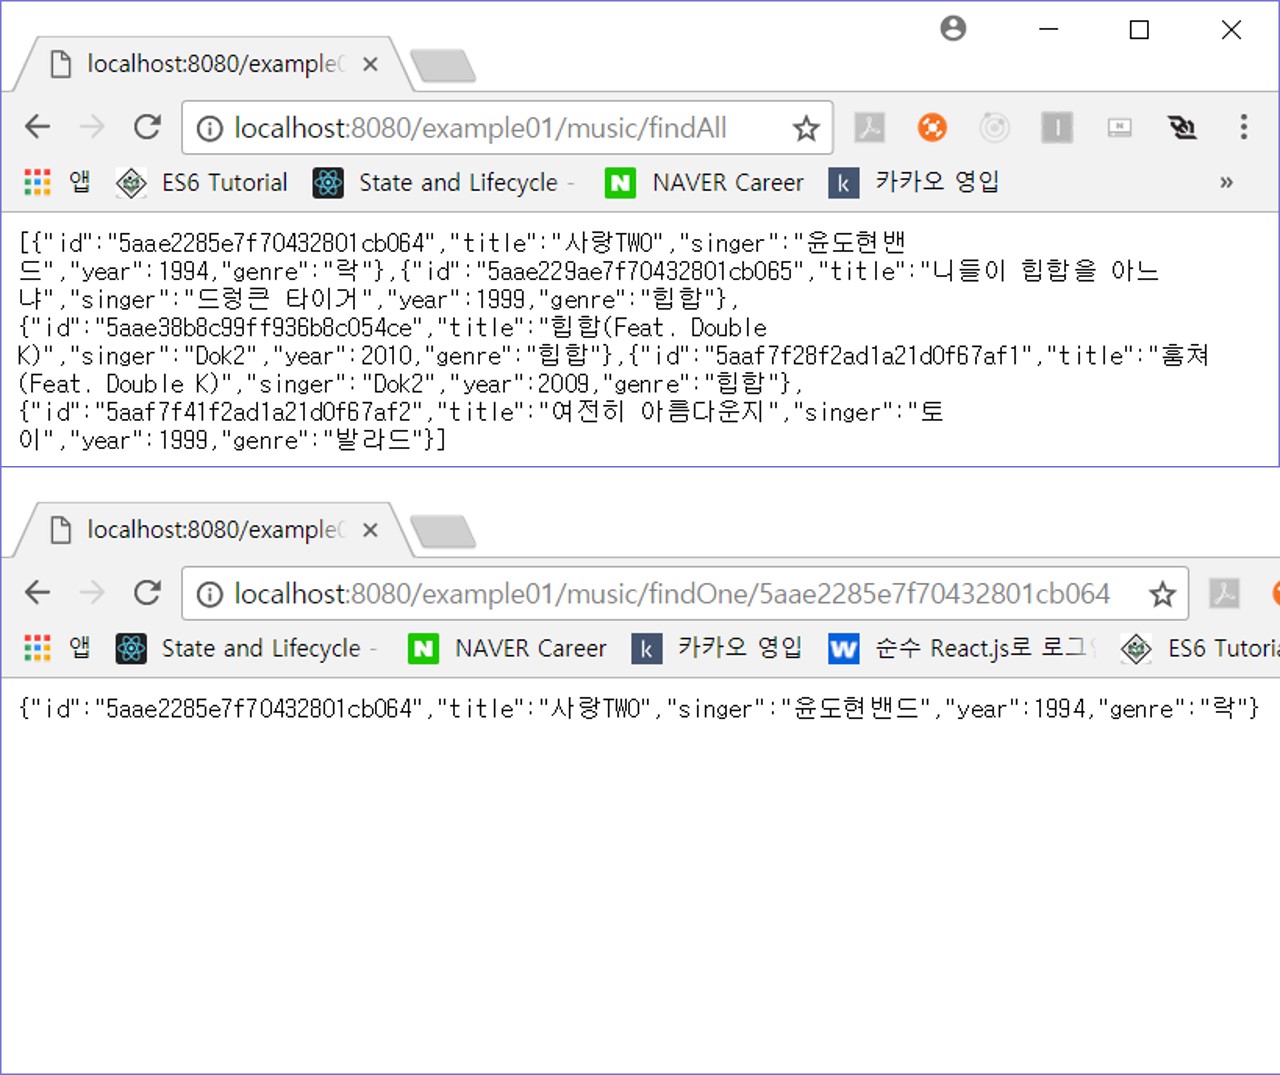 localhost:8080/example
localhost:8080/example01/music/findAll
앱 ES6 Tutorial State and Lifecycle - NAVER Career k 카카오 영입 »
[{"id":"5aae2285e7f70432801cb064","title":"사랑TWO","singer":"윤도현밴
드","year":1994,"genre":"락"},{"id":"5aae229ae7f70432801cb065","title":"니들이 힙합을 아느
냐","singer":"드렁큰 타이거","year":1999,"genre":"힙합"},
{"id":"5aae38b8c99ff936b8c054ce","title":"힙합(Feat. Double
K)","singer":"Dok2","year":2010,"genre":"힙합"},{"id":"5aaf7f28f2ad1a21d0f67af1","title":"훔쳐
(Feat. Double K)","singer":"Dok2","year":2009,"genre":"힙합"},
{"id":"5aaf7f41f2ad1a21d0f67af2","title":"여전히 아름다운지","singer":"토
이","year":1999,"genre":"발라드"}]
localhost:8080/example
localhost:8080/example01/music/findOne/5aae2285e7f70432801cb064
앱 State and Lifecycle - N NAVER Career k 카카오 영입 W 순수 React.js로 로그 ES6 Tutoria
{"id":"5aae2285e7f70432801cb064","title":"사랑TWO","singer":"윤도현밴드","year":1994,"genre":"락"}